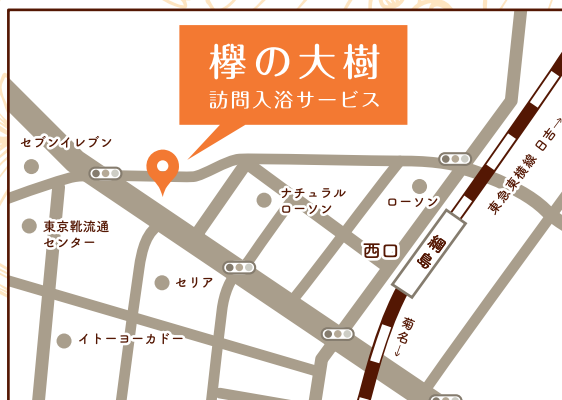 欅の大樹
訪問入浴サービス
セブンイレブン
東急東横線 日吉→
ナチュラル
ローソン
ローソン
東京靴流通
センター
西口
綱島
セリア
菊名→
イトーヨーカドー